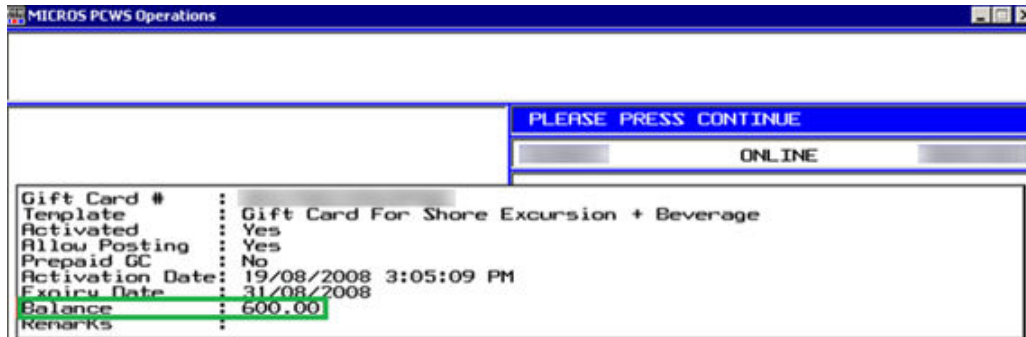 MICROS PCWS Operations
PLEASE PRESS CONTINUE
ONLINE
Gift Card # :
Template : Gift Card For Shore Excursion + Beverage
Activated : Yes
Allow Posting : Yes
Prepaid GC : No
Activation Date: 19/08/2008 3:05:09 PM
Expiry Date : 31/08/2008
Balance : 600.00
Remarks :